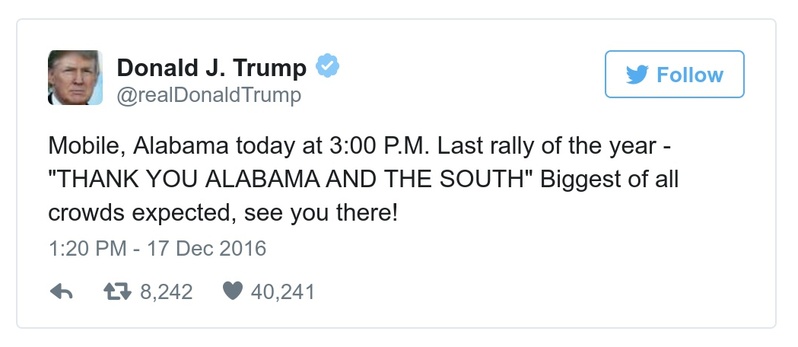 Donald J. Trump
@realDonaldTrump
Follow
Mobile, Alabama today at 3:00 P.M. Last rally of the year -
"THANK YOU ALABAMA AND THE SOUTH" Biggest of all
crowds expected, see you there!
1:20 PM - 17 Dec 2016
8,242 40,241